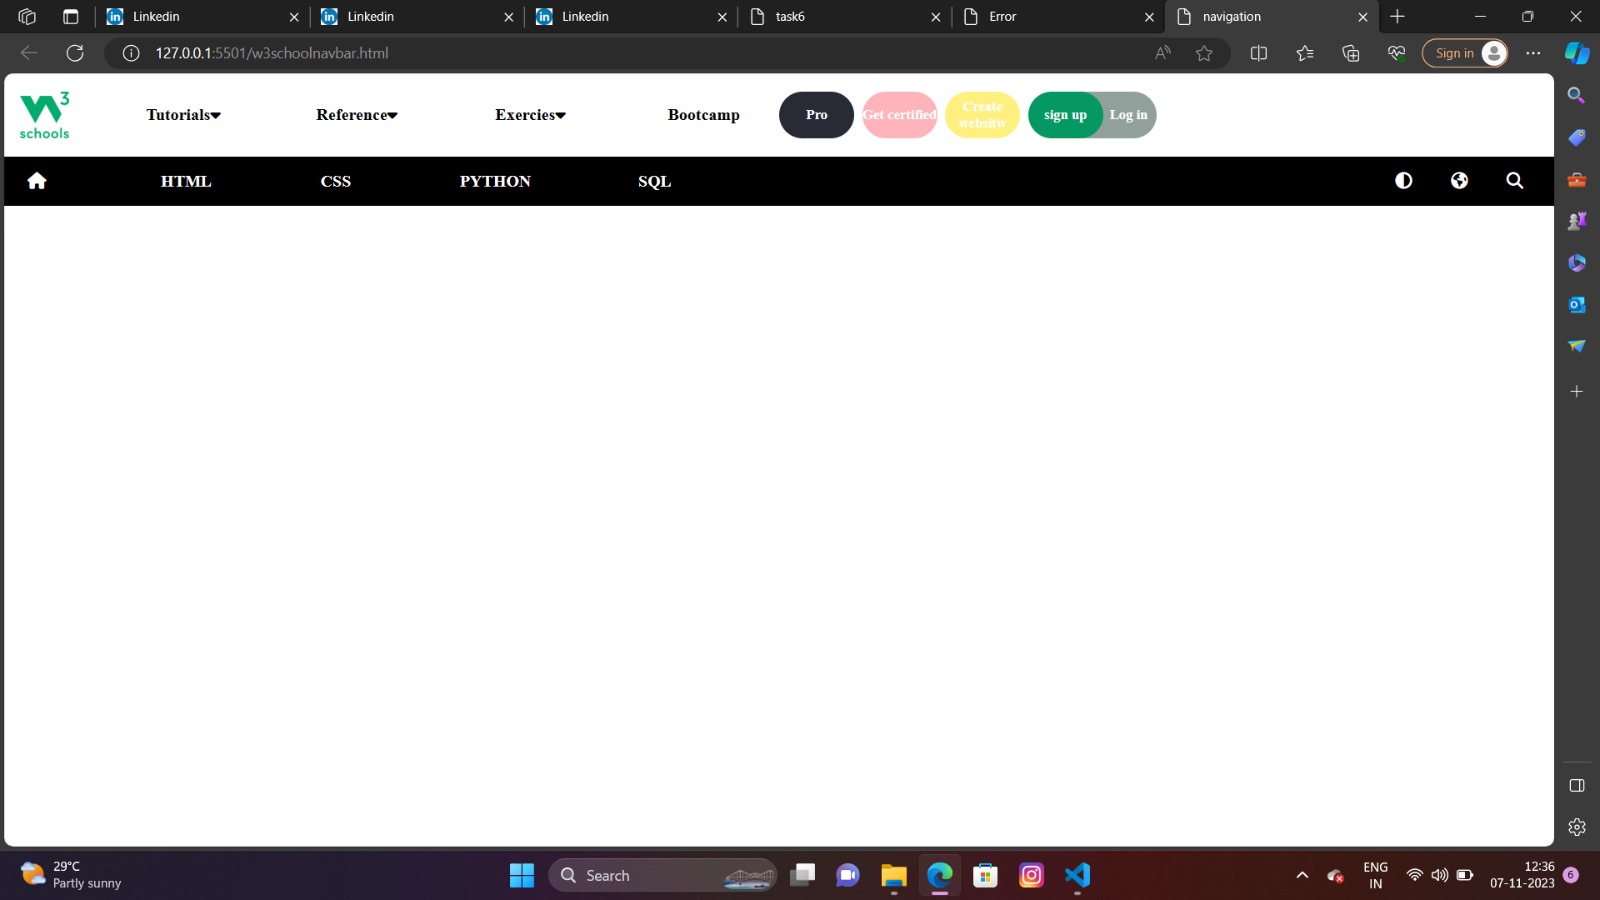 Linkedin
Linkedin
Linkedin
task6
Error
navigation
127.0.0.1:5501/w3schoolnavbar.html
A
Sign in
W3
schools
Tutorials
Reference
Exercies
Bootcamp
Pro
Get certified
Create
websitw
sign up
Log in
HTML
CSS
PYTHON
SQL
29°C
Partly sunny
Search
ENG
IN
12:36
07-11-2023
6